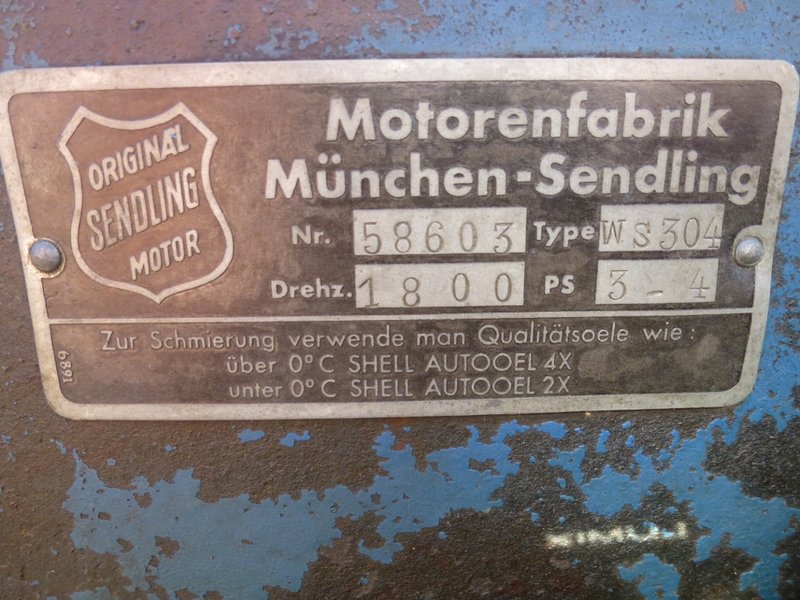 ORIGINAL
SENDLING
MOTOR
Motorenfabrik
München-Sendling
Nr. 58603 Type WS304
Drehz. 1800 PS 3-4
Zur Schmierung verwende man Qualitätsoele wie:
über 0° C SHELL AUTOOEL 4X
unter 0° C SHELL AUTOOEL 2X
6891